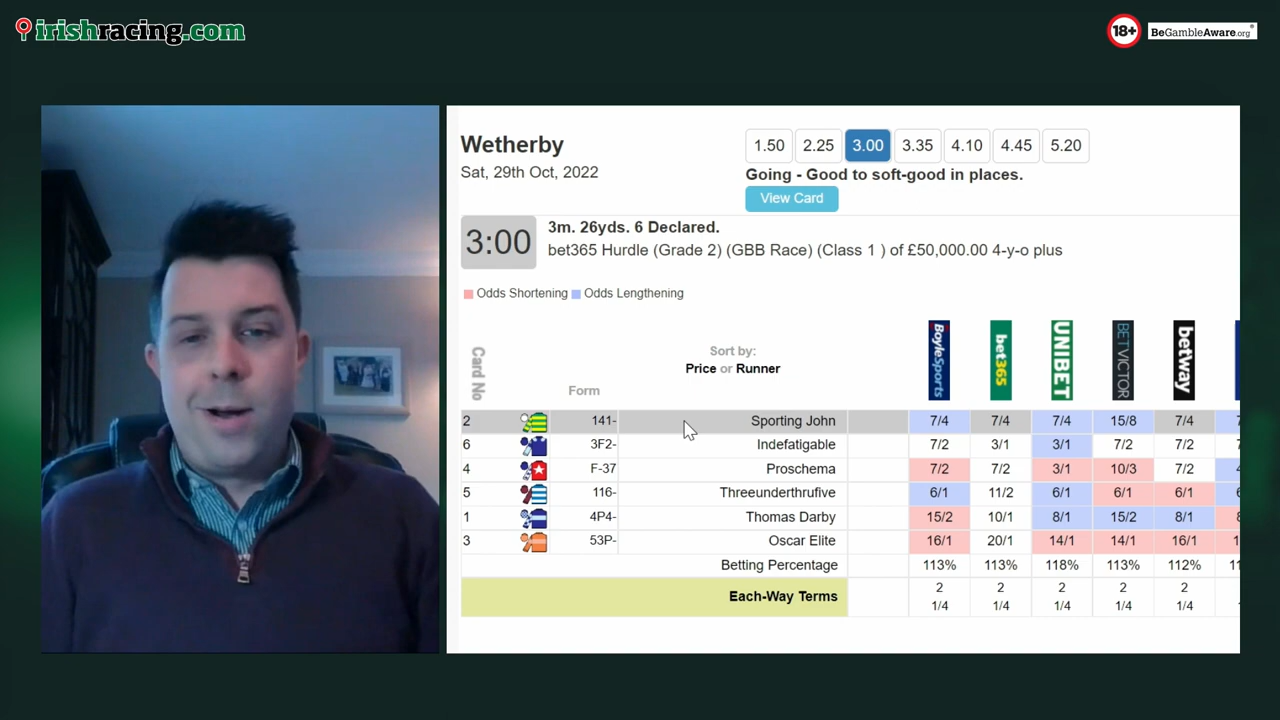 irishracing.com
18+
BeGambleAware.org®
Wetherby
Sat, 29th Oct, 2022
1.50 2.25 3.00 3.35 4.10 4.45 5.20
Going - Good to soft-good in places.
View Card
3:00
3m. 26yds. 6 Declared.
bet365 Hurdle (Grade 2) (GBB Race) (Class 1 ) of £50,000.00 4-y-o plus
Odds Shortening Odds Lengthening
Card No
Form
Sort by:
Price or Runner
BoyleSports bet365 UNIBET BETVICTOR betway
2 141- Sporting John 7/4 7/4 7/4 15/8 7/4
6 3F2- Indefatigable 7/2 3/1 3/1 7/2 7/2
4 F-37 Proschema 7/2 7/2 3/1 10/3 7/2
5 116- Threeunderthrufive 6/1 11/2 6/1 6/1 6/1
1 4P4- Thomas Darby 15/2 10/1 8/1 15/2 8/1
3 53P- Oscar Elite 16/1 20/1 14/1 14/1 16/1
Betting Percentage 113% 113% 118% 113% 112%
Each-Way Terms
2 2 2 2 2
1/4 1/4 1/4 1/4 1/4